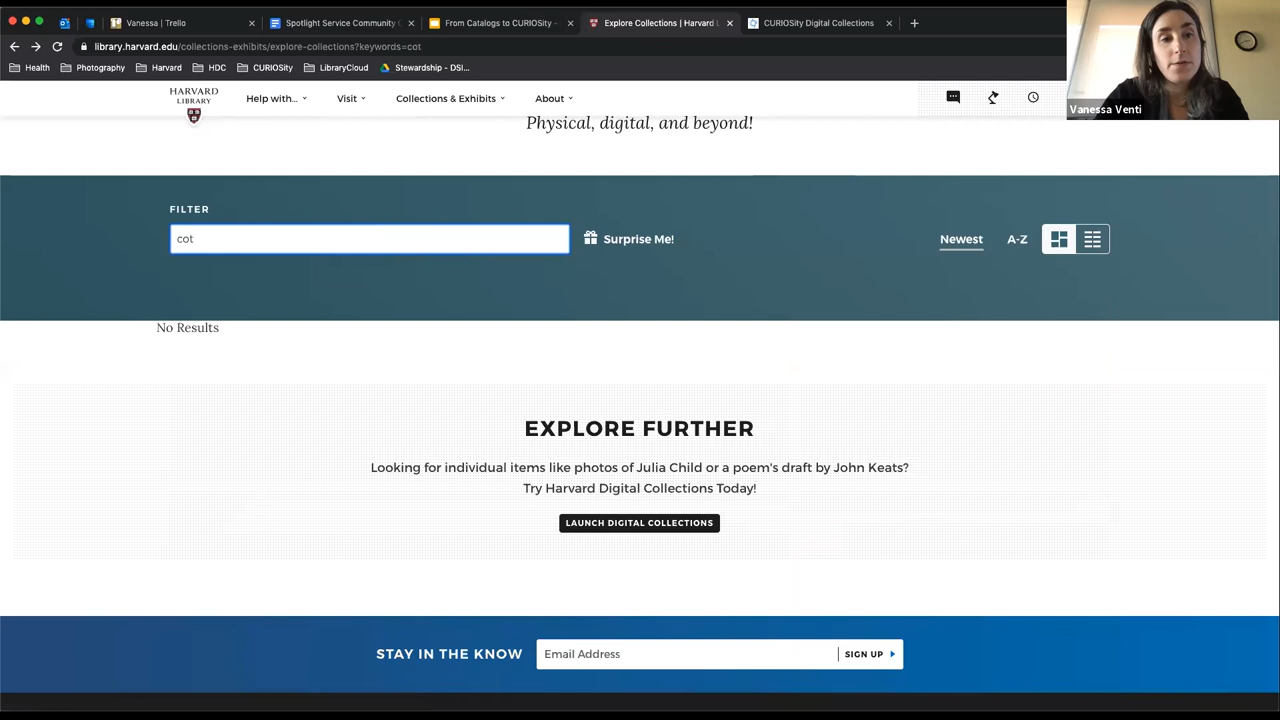 Vanessa | Trello
Spotlight Service Community C
From Catalogs to CURIOSity -
Explore Collections | Harvard L
CURIOSity Digital Collections
library.harvard.edu/collections-exhibits/explore-collections?keywords=cot
Health
Photography
Harvard
HDC
CURIOSity
LibraryCloud
Stewardship - DSI...
Vanessa Venti
HARVARD
LIBRARY
Help with...
Visit
Collections & Exhibits
About
Physical, digital, and beyond!
FILTER
cot
Surprise Me!
Newest
A-Z
No Results
EXPLORE FURTHER
Looking for individual items like photos of Julia Child or a poem's draft by John Keats?
Try Harvard Digital Collections Today!
LAUNCH DIGITAL COLLECTIONS
STAY IN THE KNOW
Email Address
SIGN UP